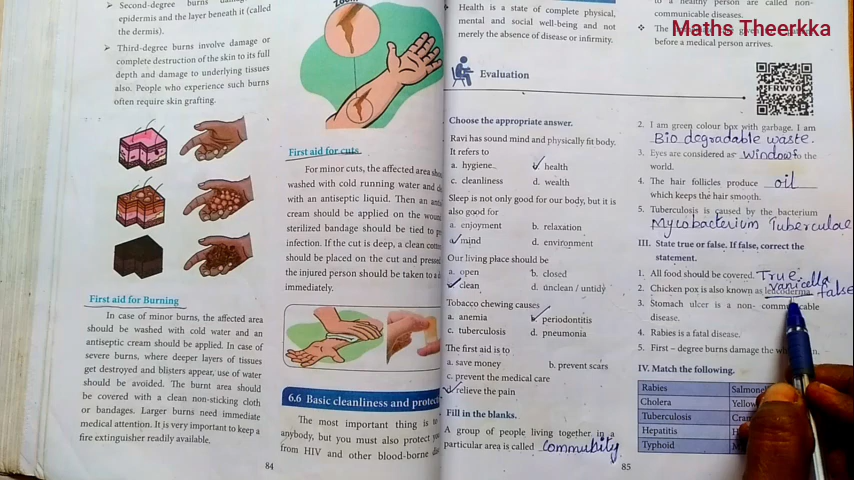 Second-degree burns
epidermis and the layer beneath it (called
the dermis).
Third-degree burns involve damage or
complete destruction of the skin to its full
depth and damage to underlying tissues
also. People who experience such burns
often require skin grafting.
First aid for Burning
In case of minor burns, the affected area
should be washed with cold water and an
antiseptic cream should be applied. In case of
severe burns, where deeper layers of tissues
get destroyed and blisters appear, use of water
should be avoided. The burnt area should
be covered with a clean non-sticking cloth
or bandages. Larger burns need immediate
medical attention. It is very important to keep a
fire extinguisher readily available.
84
First aid for cuts
For minor cuts, the affected area
washed with cold running water and
with an antiseptic liquid. Then an
cream should be applied on the
sterilized bandage should be tied to
infection. If the cut is deep, a clean
should be placed on the cut and pressed
the injured person should be taken to a
immediately.
6.6 Basic cleanliness and
The most important thing is to
anybody, but you must also protect
from HIV and other blood-borne
Health is a state of complete physical,
mental and social well-being and not
merely the absence of disease or infirmity.
to a healthy person are called non-
communicable diseases.
before a medical person arrives.
Maths Theerkka
Evaluation
Choose the appropriate answer.
Ravi has sound mind and physically fit body.
It refers to
a. hygiene b. health
c. cleanliness d. wealth
Sleep is not only good for our body, but it is
also good for
a. enjoyment b. relaxation
mind d. environment
Our living place should be
a. open b. closed
clean d. unclean / untidy
Tobacco chewing causes
a. anemia periodontitis
c. tuberculosis d. pneumonia
The first aid is to
a. save money b. prevent scars
c. prevent the medical care
relieve the pain
Fill in the blanks.
A group of people living together in a
particular area is called commubity
85
2. I am green colour box with garbage. I am
Bio degradable waste.
3. Eyes are considered as window to the
world.
4. The hair follicles produce oil
which keeps the hair smooth.
5. Tuberculosis is caused by the bacterium
Mycobacterium Tuberculae
III. State true or false. If false, correct the
statement.
1. All food should be covered. True.
vanicella
2. Chicken pox is also known as leucoderma. false
3. Stomach ulcer is a non- communicable
disease.
4. Rabies is a fatal disease.
5. First – degree burns damage the
IV. Match the following.
Rabies
Cholera
Tuberculosis
Hepatitis
Typhoid